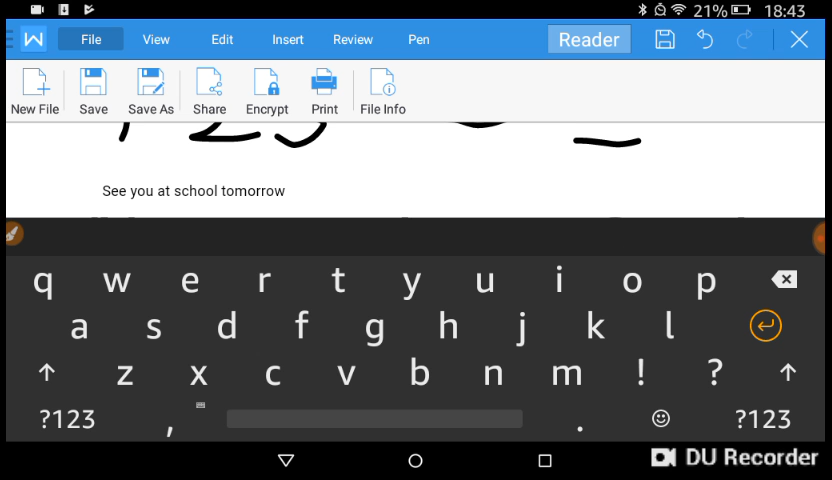 21% 18:43
File View Edit Insert Review Pen Reader
New File Save Save As Share Encrypt Print File Info
See you at school tomorrow
q w e r t y u i o p
a s d f g h j k l
z x c v b n m ! ?
?123 , . ?123
DU Recorder